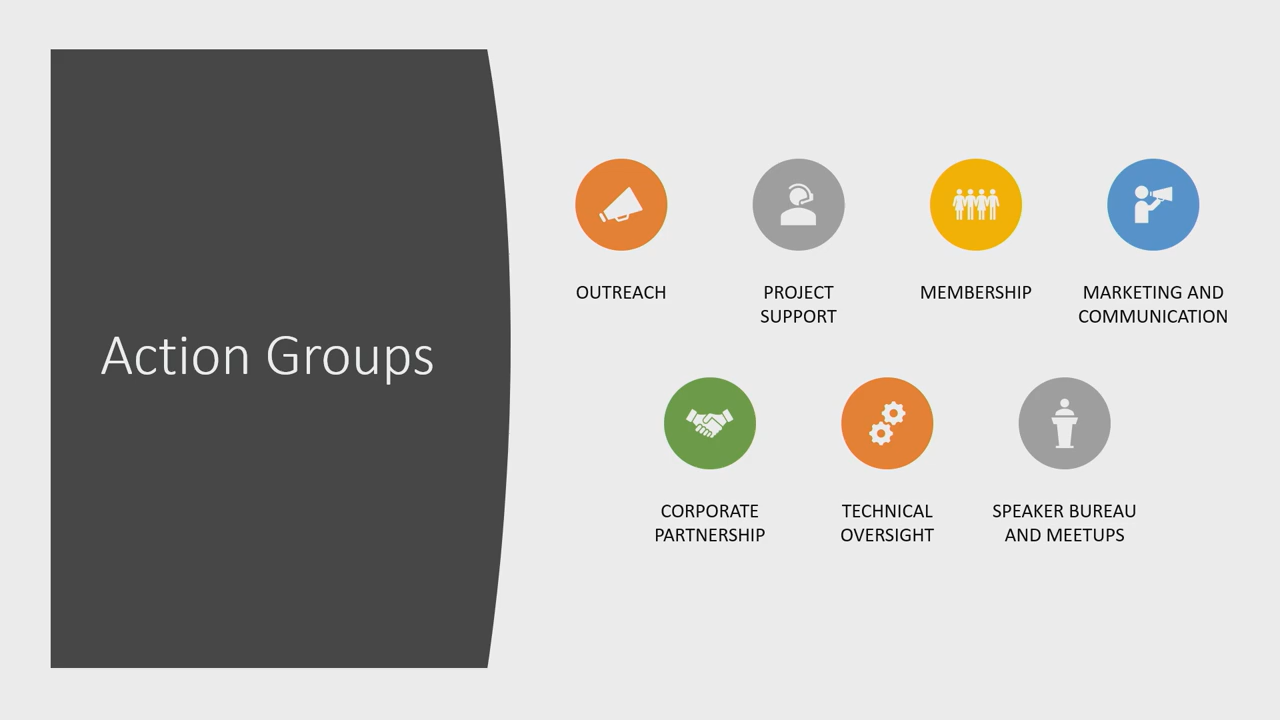 Action Groups
OUTREACH
PROJECT
SUPPORT
MEMBERSHIP
MARKETING AND
COMMUNICATION
CORPORATE
PARTNERSHIP
TECHNICAL
OVERSIGHT
SPEAKER BUREAU
AND MEETUPS